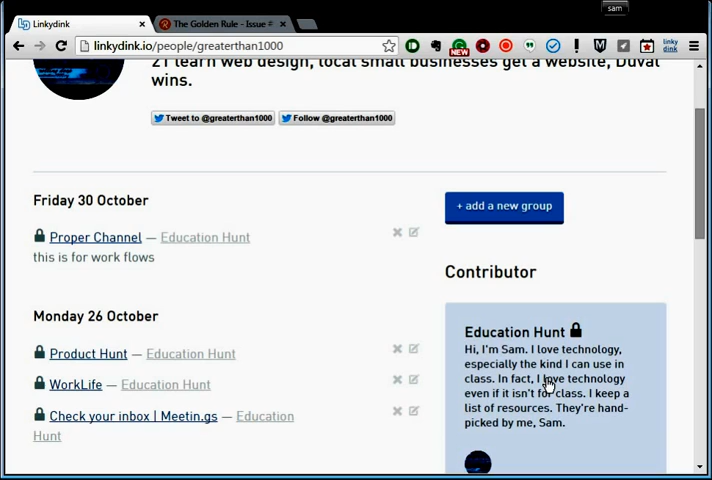 sam
Linkydink
The Golden Rule - Issue #
linkydink.io/people/greaterthan1000
NEW
linky
dink
21 learn web design, local small businesses get a website, Duval
wins.
Tweet to @greaterthan1000
Follow @greaterthan1000
Friday 30 October
+ add a new group
Proper Channel — Education Hunt
this is for work flows
Contributor
Monday 26 October
Education Hunt
Hi, I'm Sam. I love technology,
especially the kind I can use in
class. In fact, I love technology
even if it isn't for class. I keep a
list of resources. They're hand-
picked by me, Sam.
Product Hunt — Education Hunt
WorkLife — Education Hunt
Check your inbox | Meetin.gs — Education
Hunt